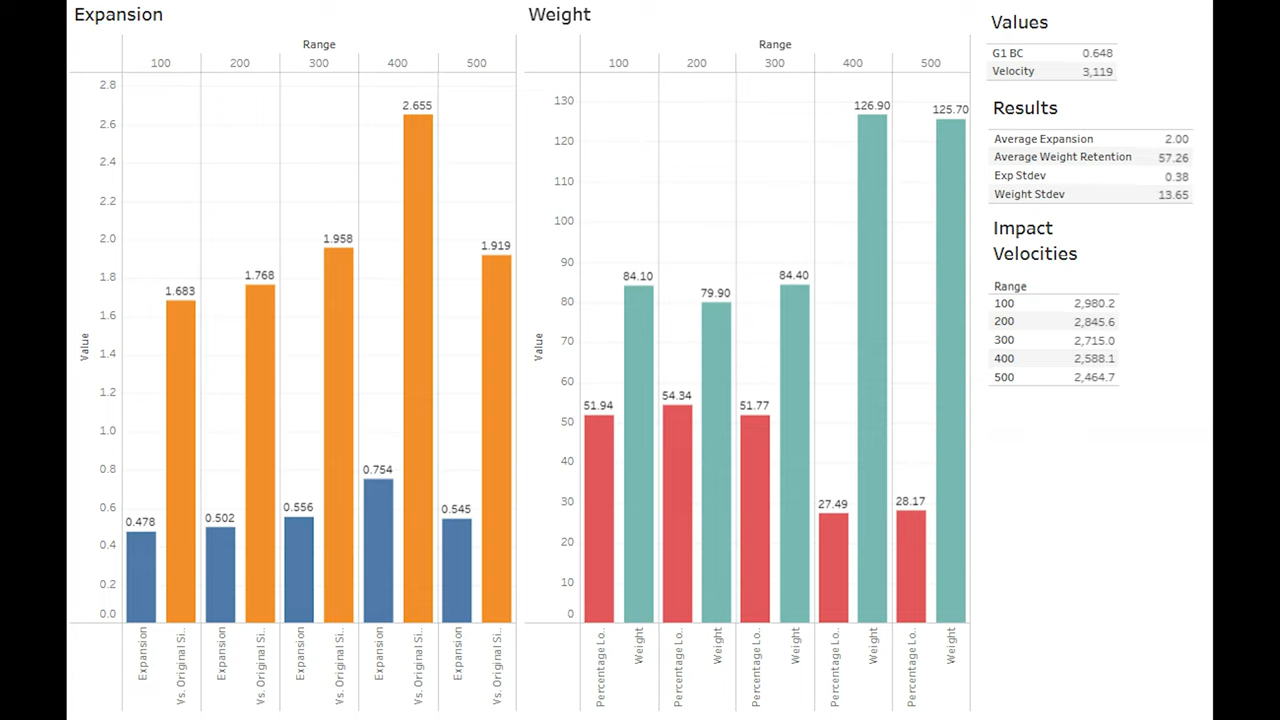 Expansion
Range
100 200 300 400 500
2.8
2.6
2.4
2.2
2.0
1.8
1.6
1.4
1.2
1.0
0.8
0.6
0.4
0.2
0.0
Value
0.478 1.683 0.502 1.768 0.556 1.958 0.754 2.655 0.545 1.919
Expansion Vs. Original Si.. Expansion Vs. Original Si.. Expansion Vs. Original Si.. Expansion Vs. Original Si.. Expansion Vs. Original Si..
Weight
Range
100 200 300 400 500
130
120
110
100
90
80
70
60
50
40
30
20
10
0
Value
51.94 84.10 54.34 79.90 51.77 84.40 27.49 126.90 28.17 125.70
Percentage Lo.. Weight Percentage Lo.. Weight Percentage Lo.. Weight Percentage Lo.. Weight Percentage Lo.. Weight
Values
G1 BC 0.648
Velocity 3,119
Results
Average Expansion 2.00
Average Weight Retention 57.26
Exp Stdev 0.38
Weight Stdev 13.65
Impact
Velocities
Range
100 2,980.2
200 2,845.6
300 2,715.0
400 2,588.1
500 2,464.7